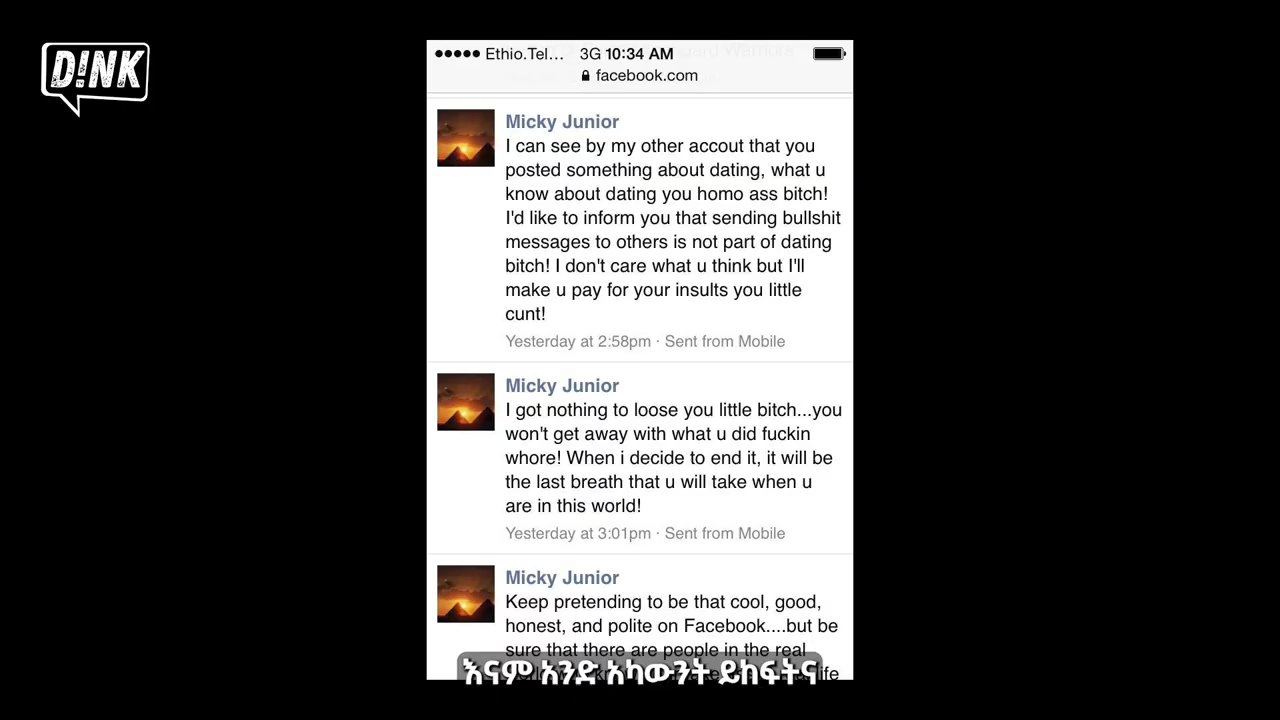 D!NK
Ethio.Tel... 3G 10:34 AM
facebook.com
Micky Junior
I can see by my other accout that you
posted something about dating, what u
know about dating you homo ass bitch!
I'd like to inform you that sending bullshit
messages to others is not part of dating
bitch! I don't care what u think but I'll
make u pay for your insults you little
cunt!
Yesterday at 2:58pm · Sent from Mobile
Micky Junior
I got nothing to loose you little bitch...you
won't get away with what u did fuckin
whore! When i decide to end it, it will be
the last breath that u will take when u
are in this world!
Yesterday at 3:01pm · Sent from Mobile
Micky Junior
Keep pretending to be that cool, good,
honest, and polite on Facebook....but be
sure that there are people in the real
እናም አንድ አካውንት ይከፍትና